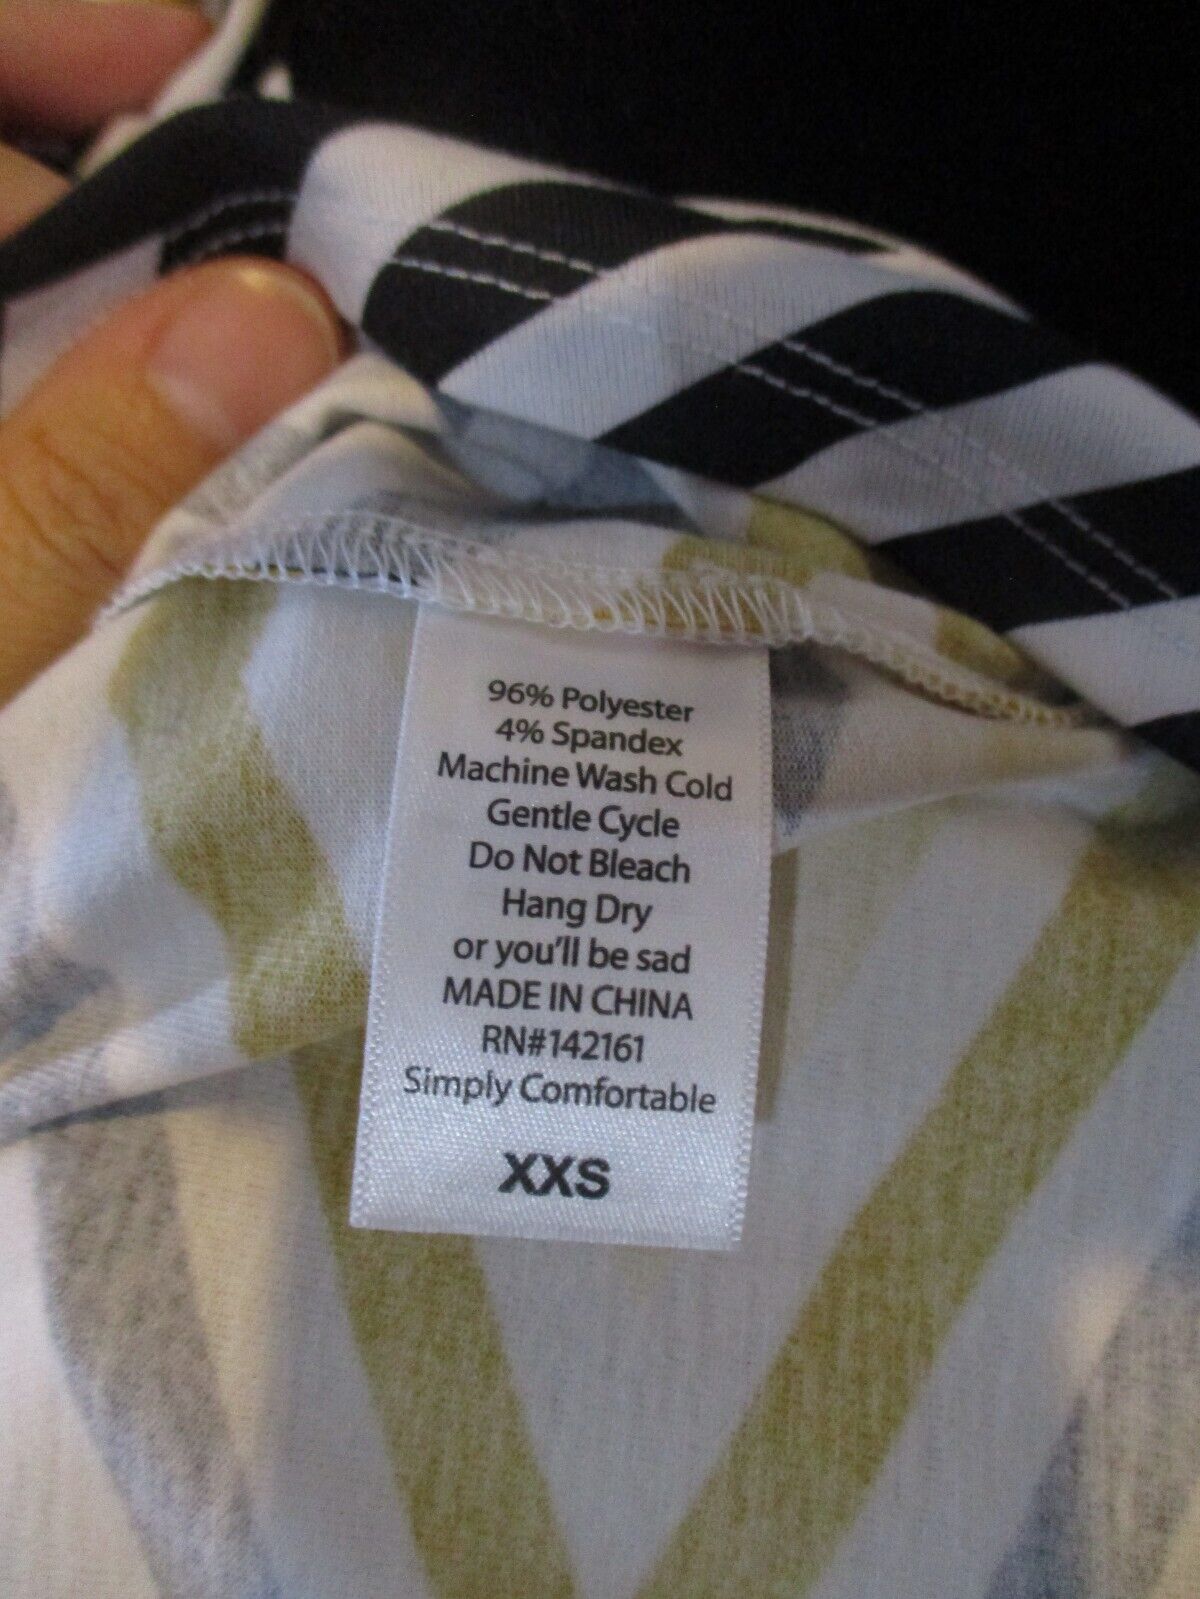 96% Polyester
4% Spandex
Machine Wash Cold
Gentle Cycle
Do Not Bleach
Hang Dry
or you'll be sad
MADE IN CHINA
RN#142161
Simply Comfortable
XXS